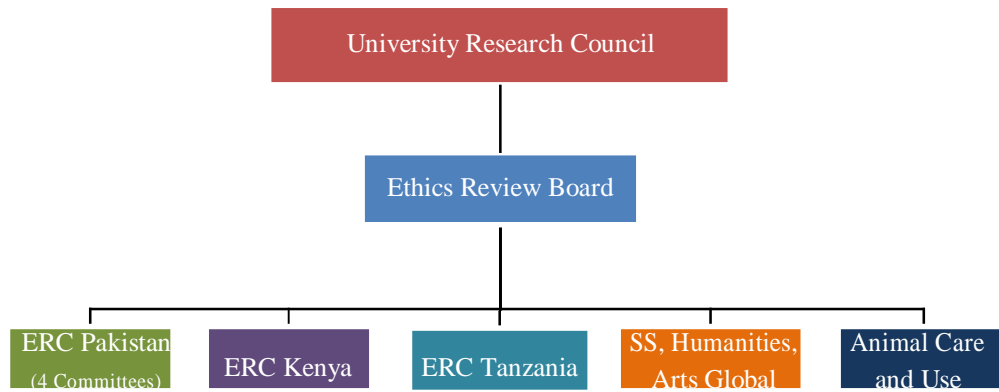 University Research Council
Ethics Review Board
ERC Pakistan
(4 Committees)
ERC Kenya
ERC Tanzania
SS, Humanities,
Arts Global
Animal Care
and Use